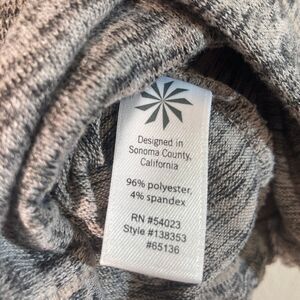 Designed in
Sonoma County,
California
96% polyester,
4% spandex
RN #54023
Style #138353
#65136